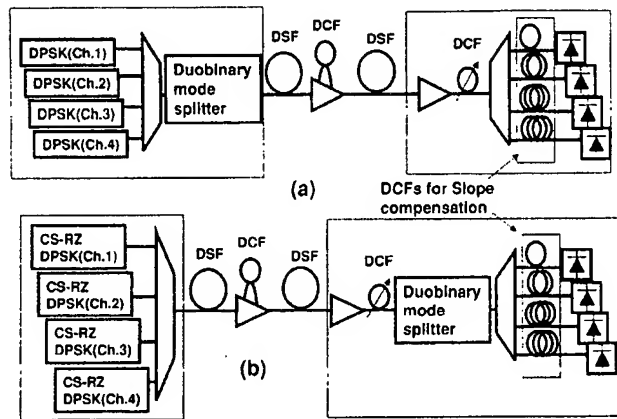 DPSK(Ch.1)
DPSK(Ch.2)
DPSK(Ch.3)
DPSK(Ch.4)
Duobinary
mode
splitter
DSF
DCF
DSF
DCF
(a)
DCFs for Slope
compensation
CS-RZ
DPSK(Ch.1)
CS-RZ
DPSK(Ch.2)
CS-RZ
DPSK(Ch.3)
CS-RZ
DPSK(Ch.4)
DSF
DCF
DSF
DCF
Duobinary
mode
splitter
(b)